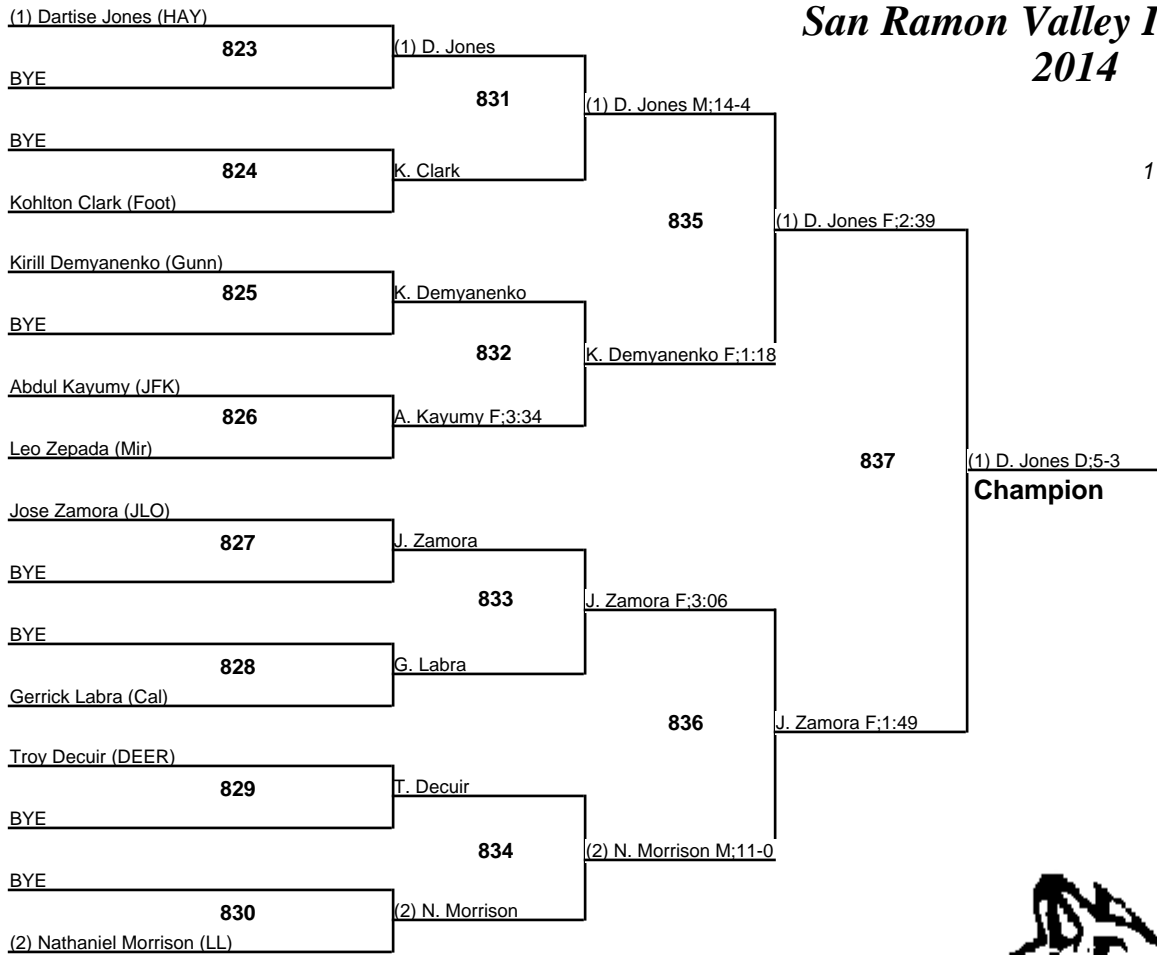 San Ramon Valley I
2014
1
(1) Dartise Jones (HAY)
823
BYE
(1) D. Jones
831
BYE
824
Kohlton Clark (Foot)
K. Clark
(1) D. Jones M;14-4
835
Kirill Demyanenko (Gunn)
825
BYE
K. Demyanenko
832
Abdul Kayumy (JFK)
826
Leo Zepada (Mir)
A. Kayumy F;3:34
K. Demyanenko F;1:18
(1) D. Jones F;2:39
837
Jose Zamora (JLO)
827
BYE
J. Zamora
833
BYE
828
Gerrick Labra (Cal)
G. Labra
J. Zamora F;3:06
836
Troy Decuir (DEER)
829
BYE
T. Decuir
834
BYE
830
(2) Nathaniel Morrison (LL)
(2) N. Morrison
(2) N. Morrison M;11-0
J. Zamora F;1:49
(1) D. Jones D;5-3
Champion